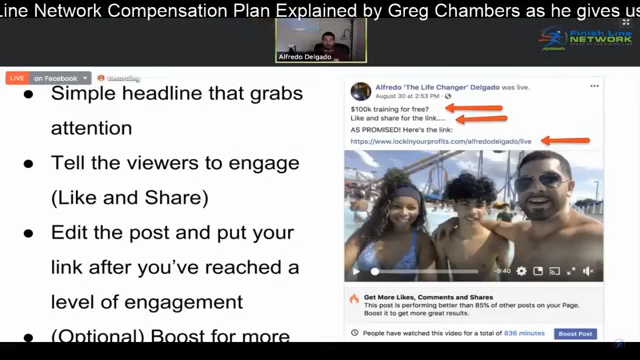 Line Network Compensation Plan Explained by Greg Chambers as he gives us
Finish Line
NETWORK
Alfredo Delgado
LIVE on Facebook
Recording
● Simple headline that grabs
attention
● Tell the viewers to engage
(Like and Share)
● Edit the post and put your
link after you've reached a
level of engagement
● (Optional) Boost for more
Alfredo 'The Life Changer' Delgado was live.
August 30 at 2:53 PM
$100k training for free?
Like and share for the link....
AS PROMISED! Here's the link:
https://www.lockinyourprofits.com/alfredodelgado/live
-9:40
Get More Likes, Comments and Shares
This post is performing better than 85% of other posts on your Page.
Boost it to get more great results.
People have watched this video for a total of 836 minutes
Boost Post